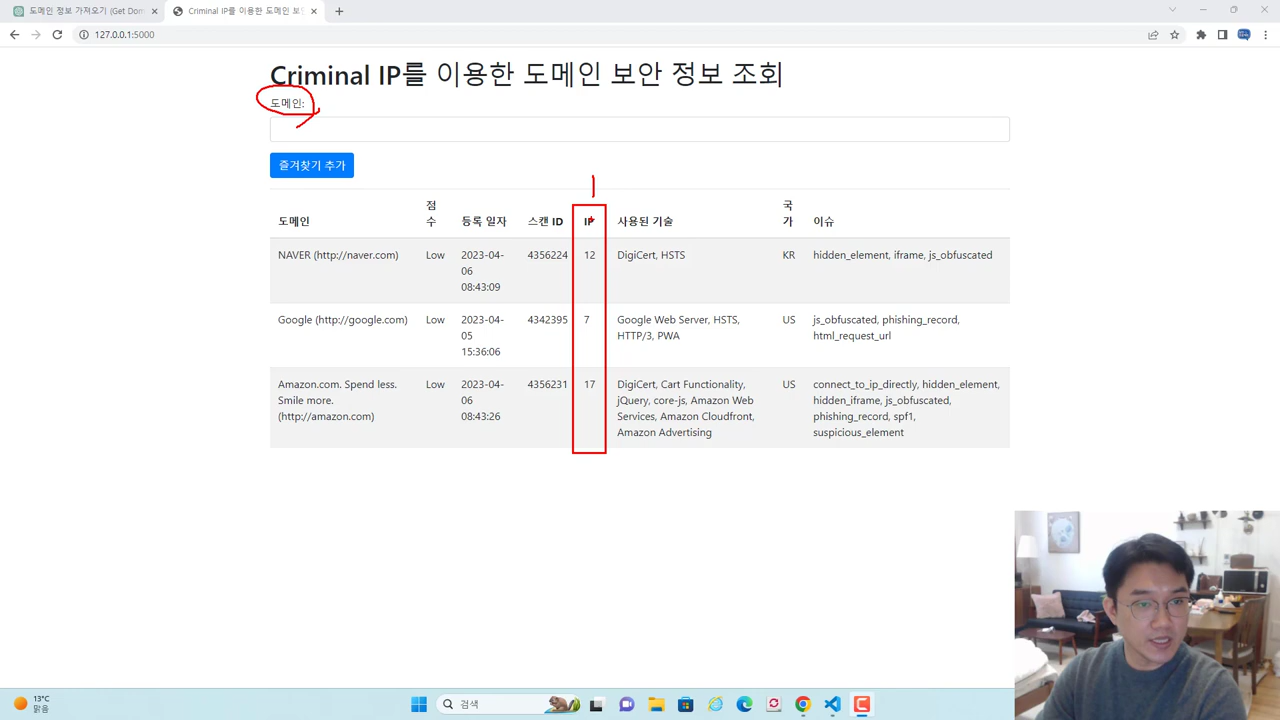 도메인 정보 가져오기 (Get Dom
Criminal IP를 이용한 도메인 보안
127.0.0.1:5000
Criminal IP를 이용한 도메인 보안 정보 조회
도메인:
즐겨찾기 추가
도메인 점수 등록 일자 스캔 ID IP 사용된 기술 국가 이슈
NAVER (http://naver.com) Low 2023-04-06 08:43:09 4356224 12 DigiCert, HSTS KR hidden_element, iframe, js_obfuscated
Google (http://google.com) Low 2023-04-05 15:36:06 4342395 7 Google Web Server, HSTS, HTTP/3, PWA US js_obfuscated, phishing_record, html_request_url
Amazon.com. Spend less. Smile more. (http://amazon.com) Low 2023-04-06 08:43:26 4356231 17 DigiCert, Cart Functionality, jQuery, core-js, Amazon Web Services, Amazon Cloudfront, Amazon Advertising US connect_to_ip_directly, hidden_element, hidden_iframe, js_obfuscated, phishing_record, spf1, suspicious_element
13°C
맑음
검색